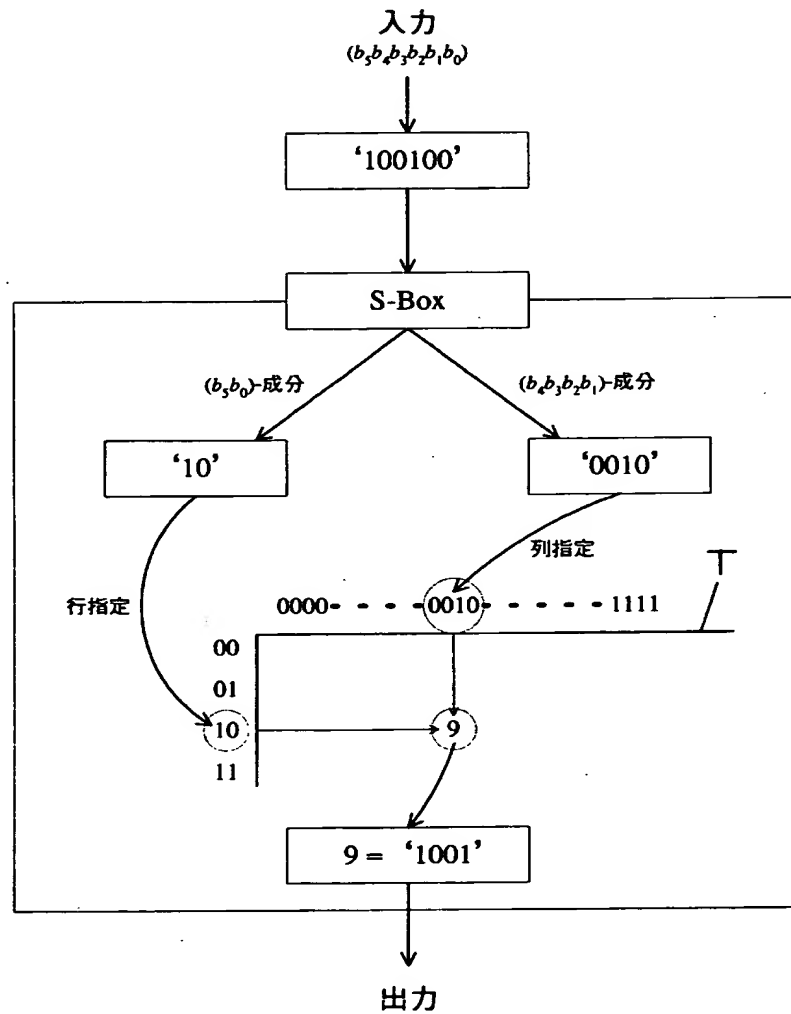 入力
(b₅b₄b₃b₂b₁b₀)
‘100100’
S-Box
(b₅b₀)-成分
(b₄b₃b₂b₁)-成分
‘10’
‘0010’
列指定
行指定
T
0000- - - -0010- - - - - -1111
00
01
10
9
11
9 = ‘1001’
出力